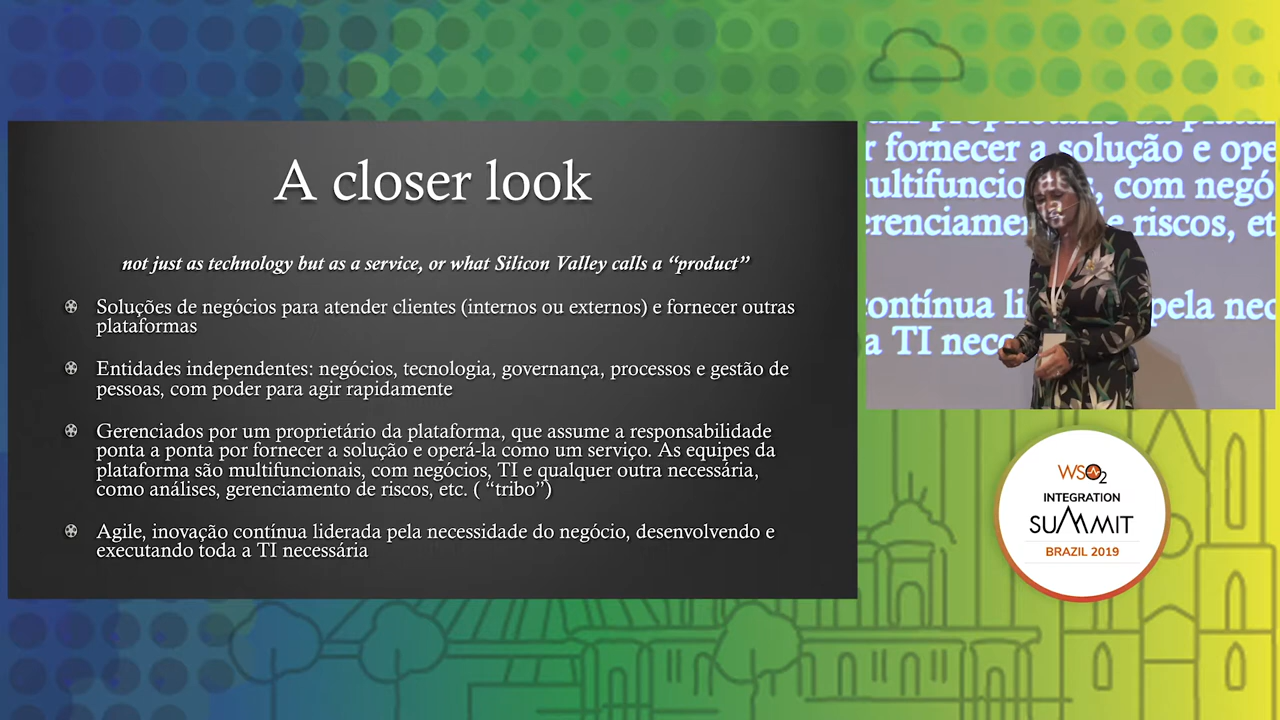 A closer look
not just as technology but as a service, or what Silicon Valley calls a “product”
Soluções de negócios para atender clientes (internos ou externos) e fornecer outras
plataformas
Entidades independentes: negócios, tecnologia, governança, processos e gestão de
pessoas, com poder para agir rapidamente
Gerenciados por um proprietário da plataforma, que assume a responsabilidade
ponta a ponta por fornecer a solução e operá-la como um serviço. As equipes da
plataforma são multifuncionais, com negócios, TI e qualquer outra necessária,
como análises, gerenciamento de riscos, etc. ( “tribo”)
Agile, inovação contínua liderada pela necessidade do negócio, desenvolvendo e
executando toda a TI necessária
fornecer a solução e ope
, com negó
e riscos, et
contínua li pela nec
a TI nec
WSO2
INTEGRATION
SUMMIT
BRAZIL 2019